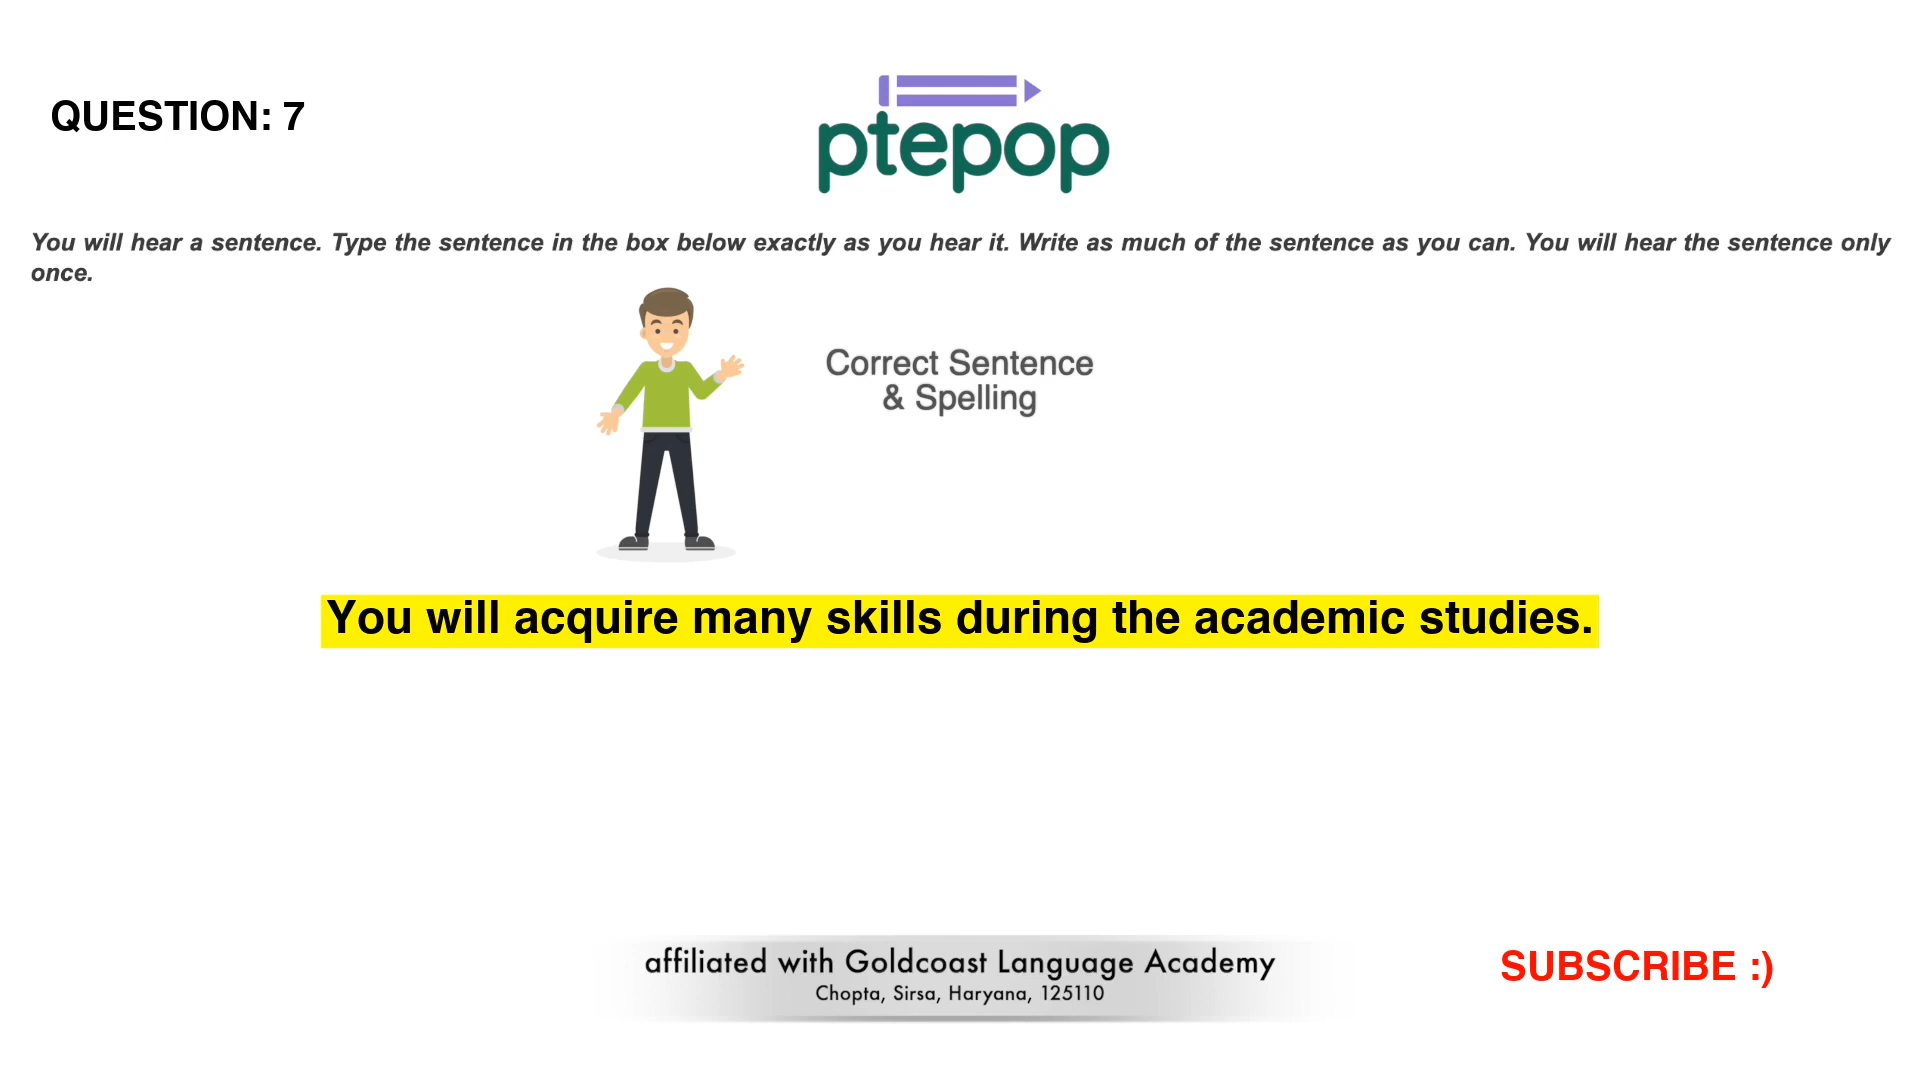 QUESTION: 7
ptepop
You will hear a sentence. Type the sentence in the box below exactly as you hear it. Write as much of the sentence as you can. You will hear the sentence only
once.
Correct Sentence
& Spelling
You will acquire many skills during the academic studies.
affiliated with Goldcoast Language Academy
Chopta, Sirsa, Haryana, 125110
SUBSCRIBE :)